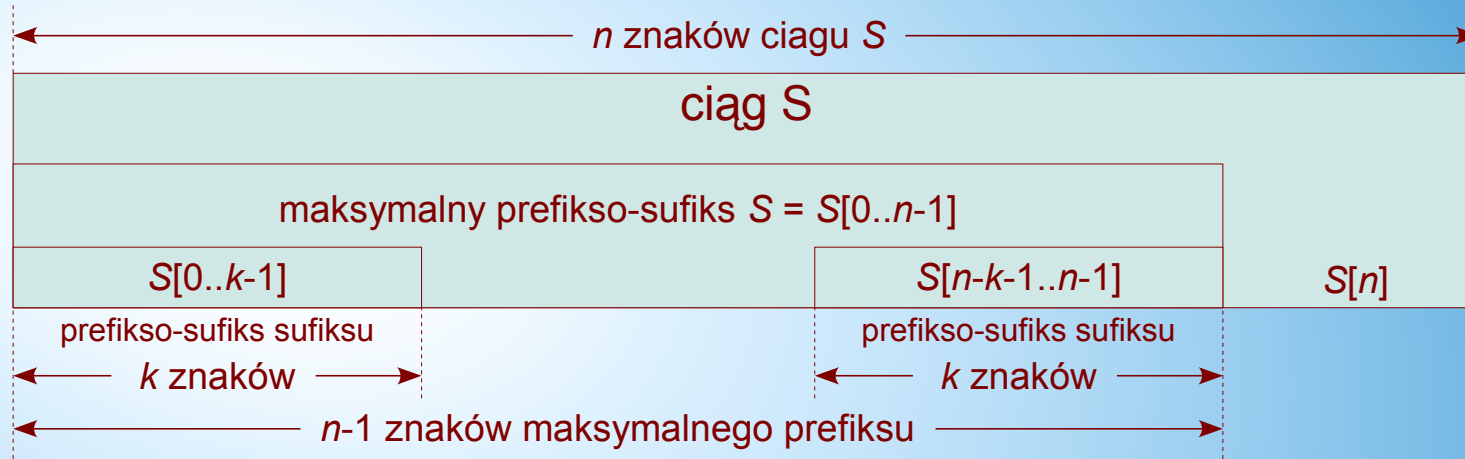 n znaków ciagu S
ciąg S
maksymalny prefikso-sufiks S = S[0..n-1]
S[0..k-1]
S[n-k-1..n-1]
S[n]
prefikso-sufiks sufiksu
prefikso-sufiks sufiksu
k znaków
k znaków
n-1 znaków maksymalnego prefiksu